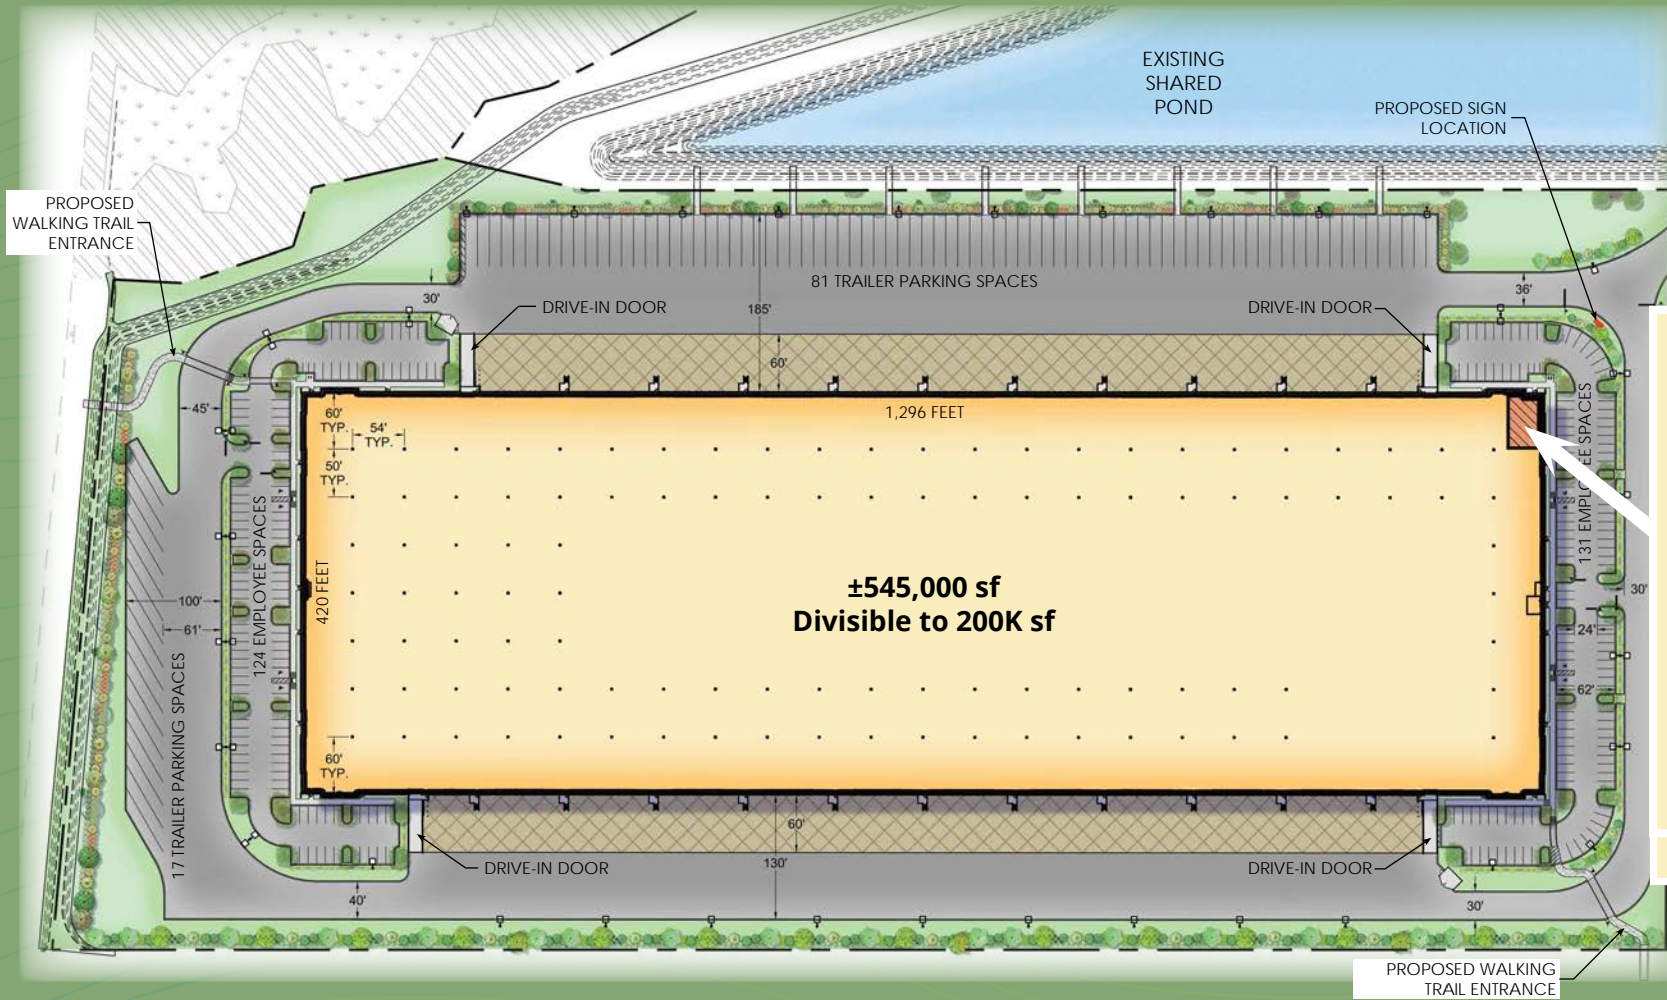 EXISTING
SHARED
POND
PROPOSED SIGN
LOCATION
PROPOSED
WALKING TRAIL
ENTRANCE
81 TRAILER PARKING SPACES
30'
36'
DRIVE-IN DOOR
185'
DRIVE-IN DOOR
60'
45'
60'
TYP.
54'
TYP.
1,296 FEET
50'
TYP.
124 EMPLOYEE SPACES
131 EMPLOYEE SPACES
420 FEET
±545,000 sf
Divisible to 200K sf
100'
61'
30'
24'
62'
17 TRAILER PARKING SPACES
60'
TYP.
60'
130'
DRIVE-IN DOOR
DRIVE-IN DOOR
40'
30'
PROPOSED WALKING
TRAIL ENTRANCE